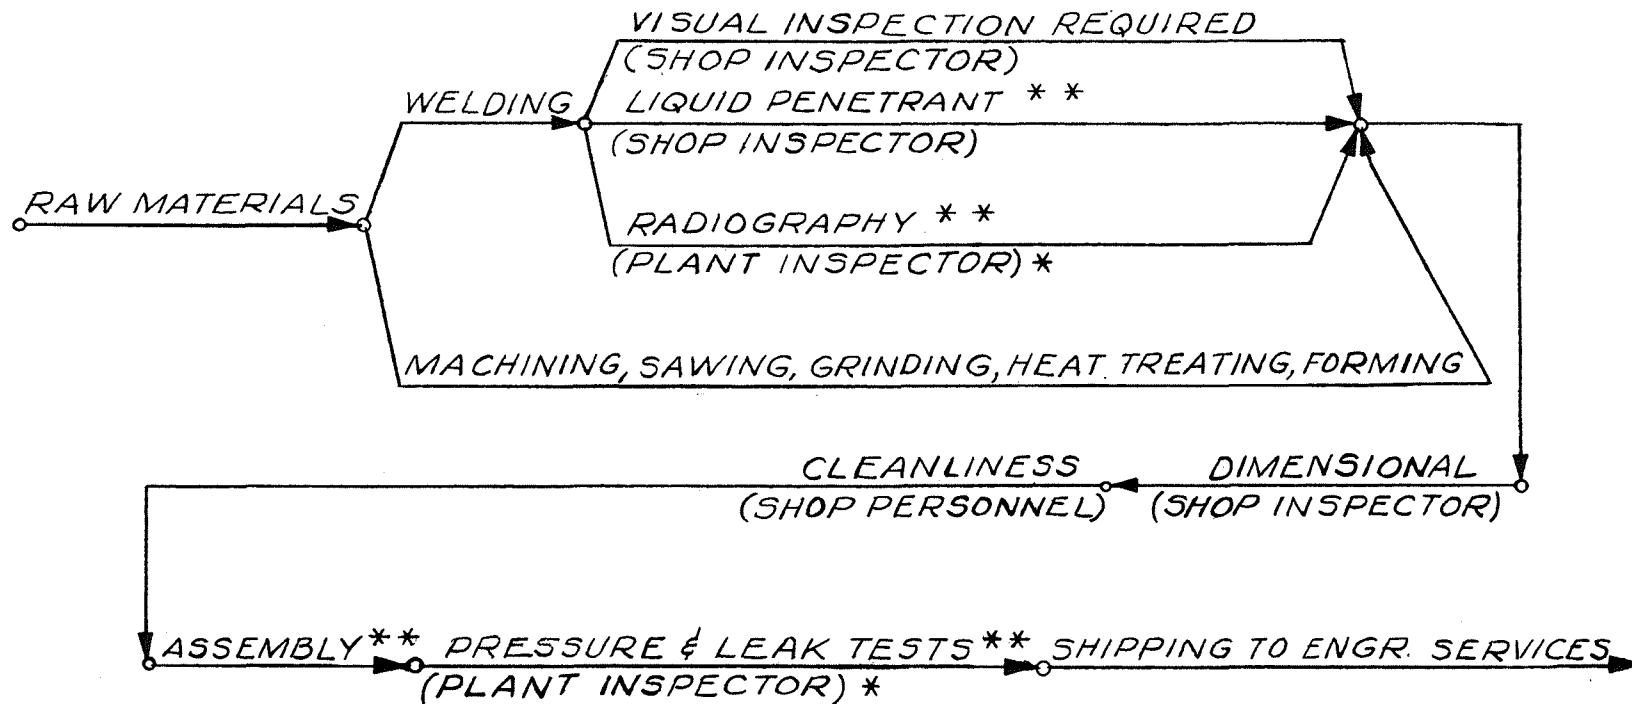 VISUAL INSPECTION REQUIRED
(SHOP INSPECTOR)
WELDING
LIQUID PENETRANT **
(SHOP INSPECTOR)
RAW MATERIALS
RADIOGRAPHY **
(PLANT INSPECTOR) *
MACHINING, SAWING, GRINDING, HEAT TREATING, FORMING
CLEANLINESS
(SHOP PERSONNEL)
DIMENSIONAL
(SHOP INSPECTOR)
ASSEMBLY**
PRESSURE & LEAK TESTS**
(PLANT INSPECTOR) *
SHIPPING TO ENGR. SERVICES